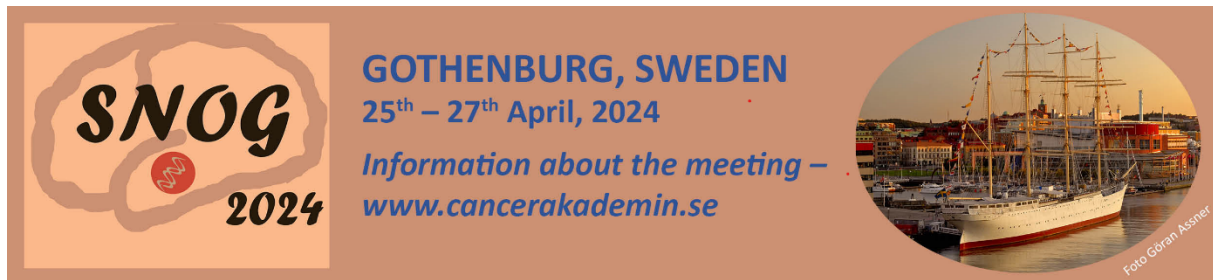 SNOG
2024
GOTHENBURG, SWEDEN
25th – 27th April, 2024
Information about the meeting –
www.cancerakademin.se
Foto Göran Assner